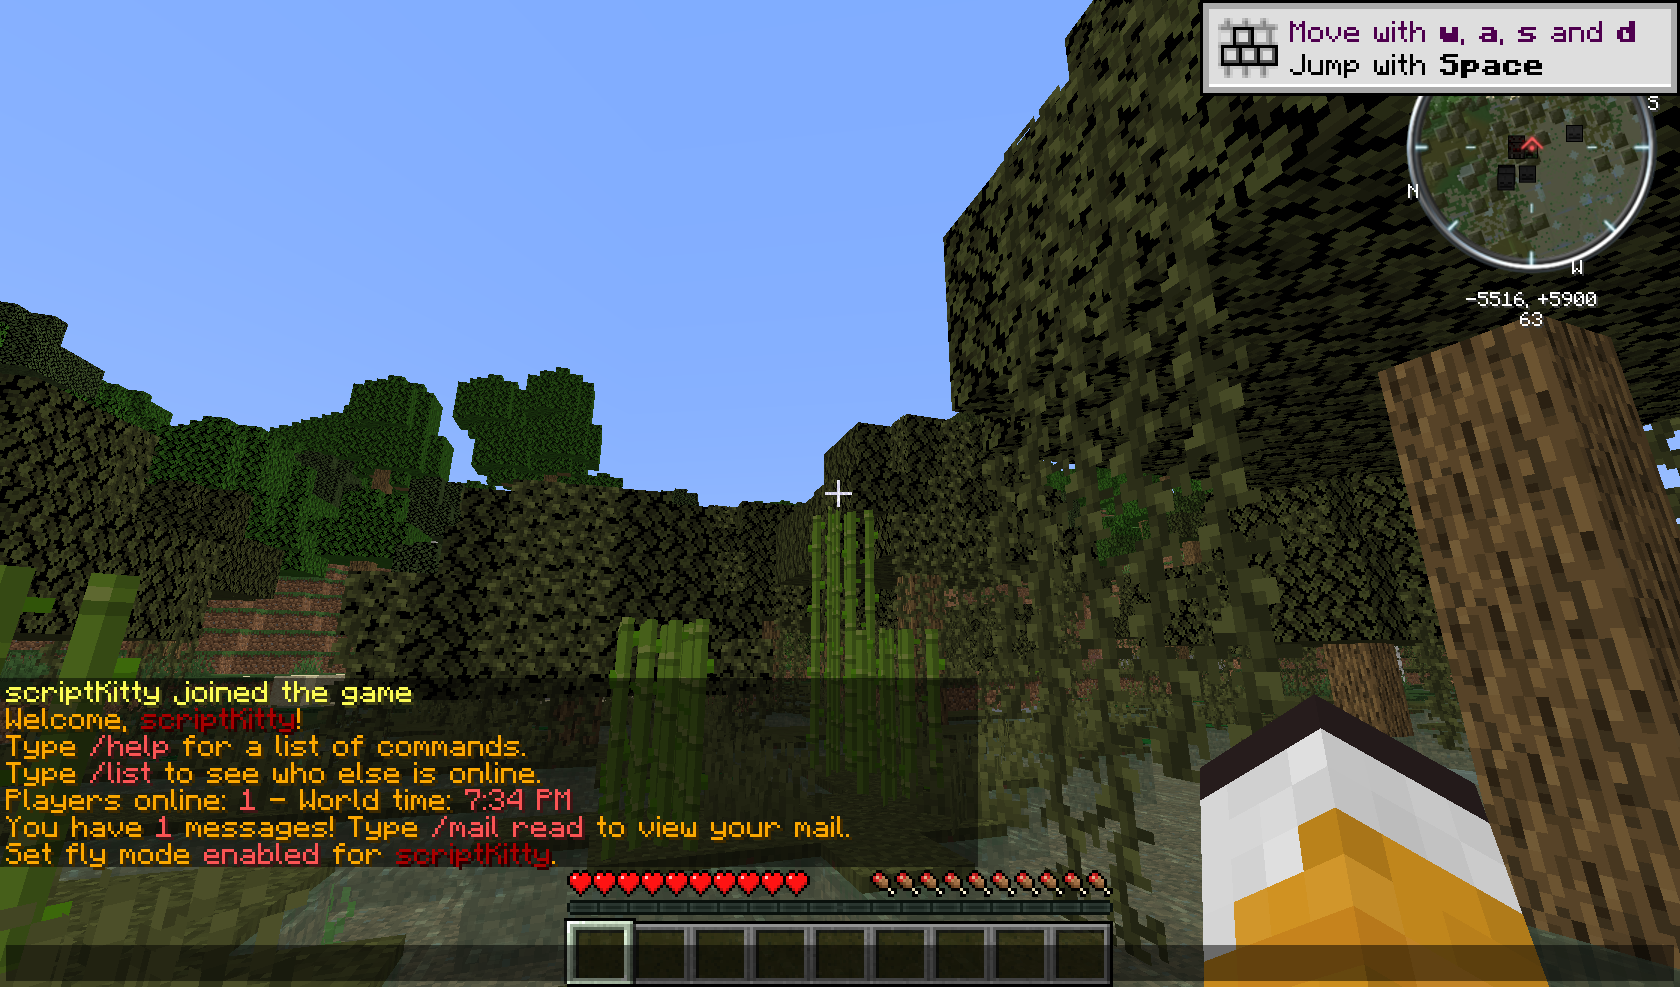 Move with w, a, s and d
Jump with Space
S
N
W
-5516, +5900
63
scriptKitty joined the game
Welcome, scriptKitty!
Type /help for a list of commands.
Type /list to see who else is online.
Players online: 1 - World time: 7:34 PM
You have 1 messages! Type /mail read to view your mail.
Set fly mode enabled for scriptKitty.